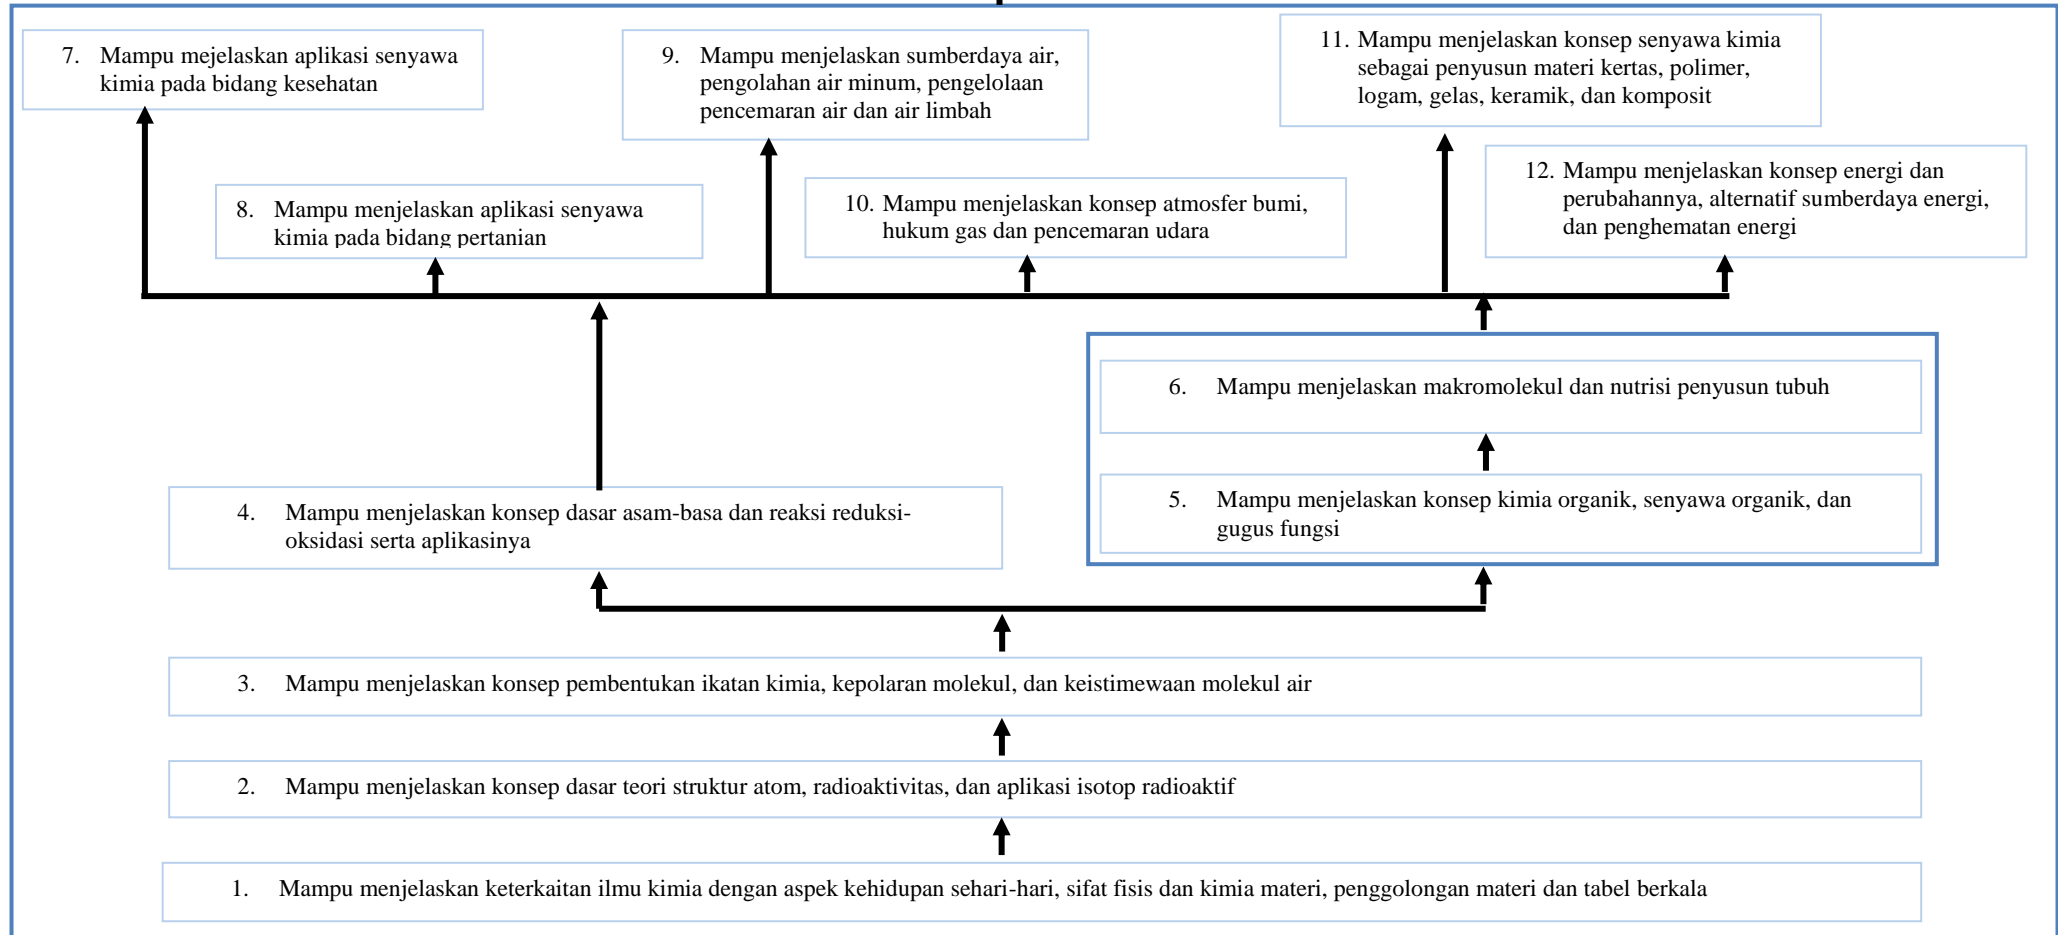 7. Mampu mejelaskan aplikasi senyawa
kimia pada bidang kesehatan
9. Mampu menjelaskan sumberdaya air,
pengolahan air minum, pengelolaan
pencemaran air dan air limbah
11. Mampu menjelaskan konsep senyawa kimia
sebagai penyusun materi kertas, polimer,
logam, gelas, keramik, dan komposit
8. Mampu menjelaskan aplikasi senyawa
kimia pada bidang pertanian
10. Mampu menjelaskan konsep atmosfer bumi,
hukum gas dan pencemaran udara
12. Mampu menjelaskan konsep energi dan
perubahannya, alternatif sumberdaya energi,
dan penghematan energi
6. Mampu menjelaskan makromolekul dan nutrisi penyusun tubuh
5. Mampu menjelaskan konsep kimia organik, senyawa organik, dan
gugus fungsi
4. Mampu menjelaskan konsep dasar asam-basa dan reaksi reduksi-
oksidasi serta aplikasinya
3. Mampu menjelaskan konsep pembentukan ikatan kimia, kepolaran molekul, dan keistimewaan molekul air
2. Mampu menjelaskan konsep dasar teori struktur atom, radioaktivitas, dan aplikasi isotop radioaktif
1. Mampu menjelaskan keterkaitan ilmu kimia dengan aspek kehidupan sehari-hari, sifat fisis dan kimia materi, penggolongan materi dan tabel berkala